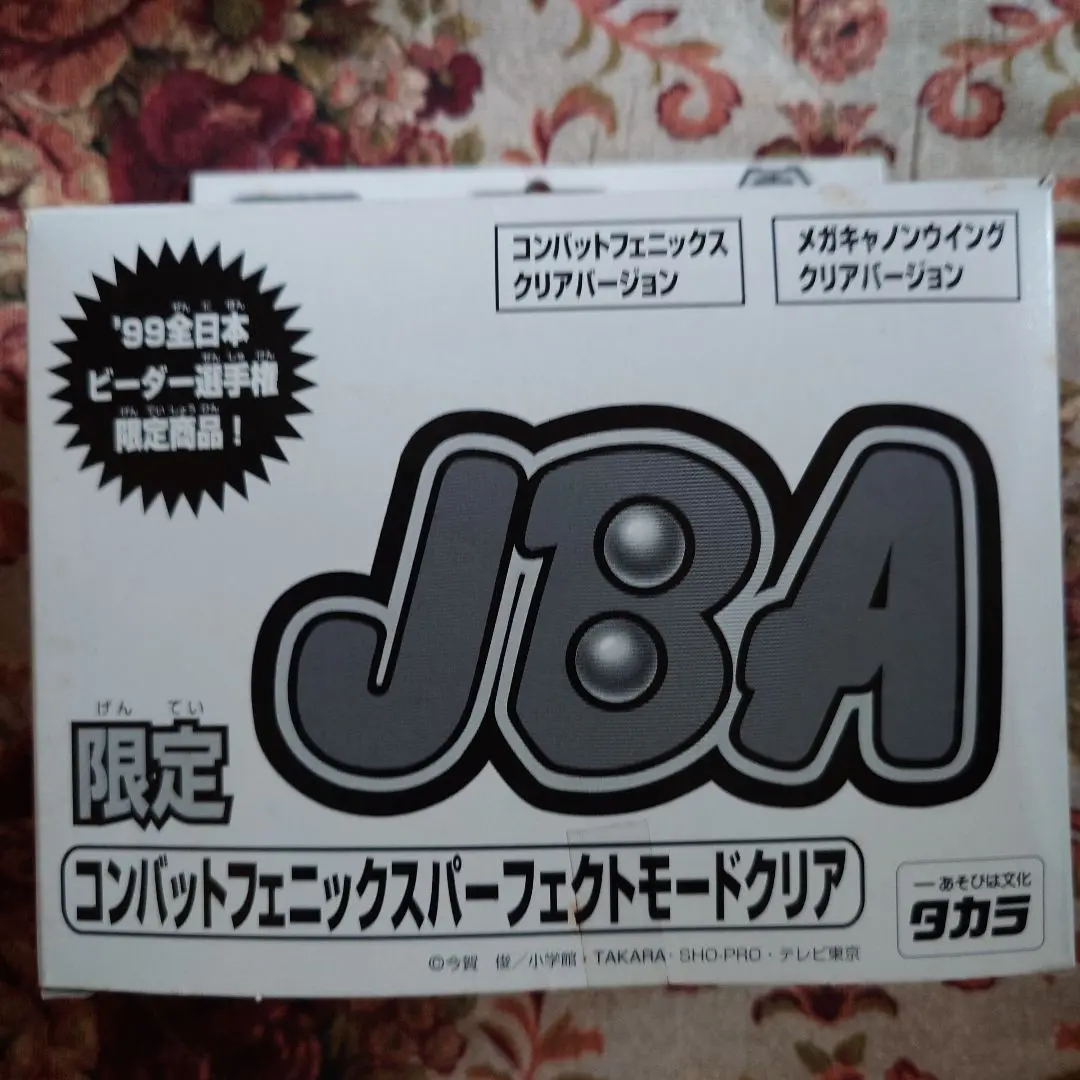 コンバットフェニックス
クリアバージョン
メガキャノンウイング
クリアバージョン
'99全日本
ビーダー選手権
限定商品!
JBA
げん てい
限定
コンバットフェニックスパーフェクトモードクリア
―あそびは文化
タカラ
©今賀 俊/小学館・TAKARA・SHO-PRO・テレビ東京